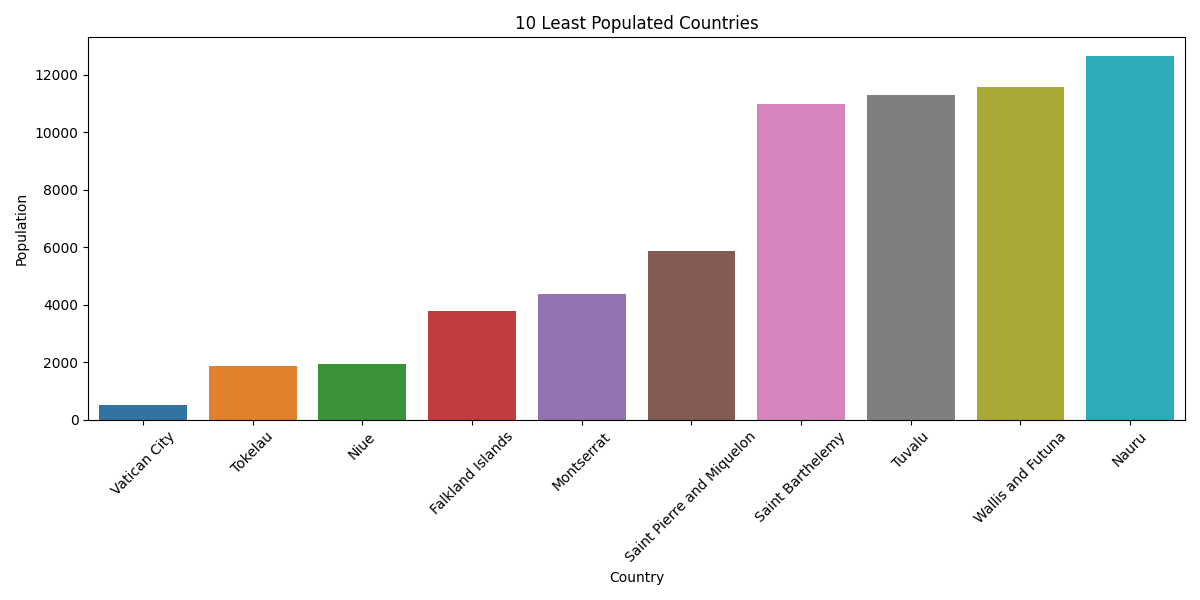 10 Least Populated Countries
Population
12000
10000
8000
6000
4000
2000
0
Vatican City
Tokelau
Niue
Falkland Islands
Montserrat
Saint Pierre and Miquelon
Saint Barthelemy
Tuvalu
Wallis and Futuna
Nauru
Country